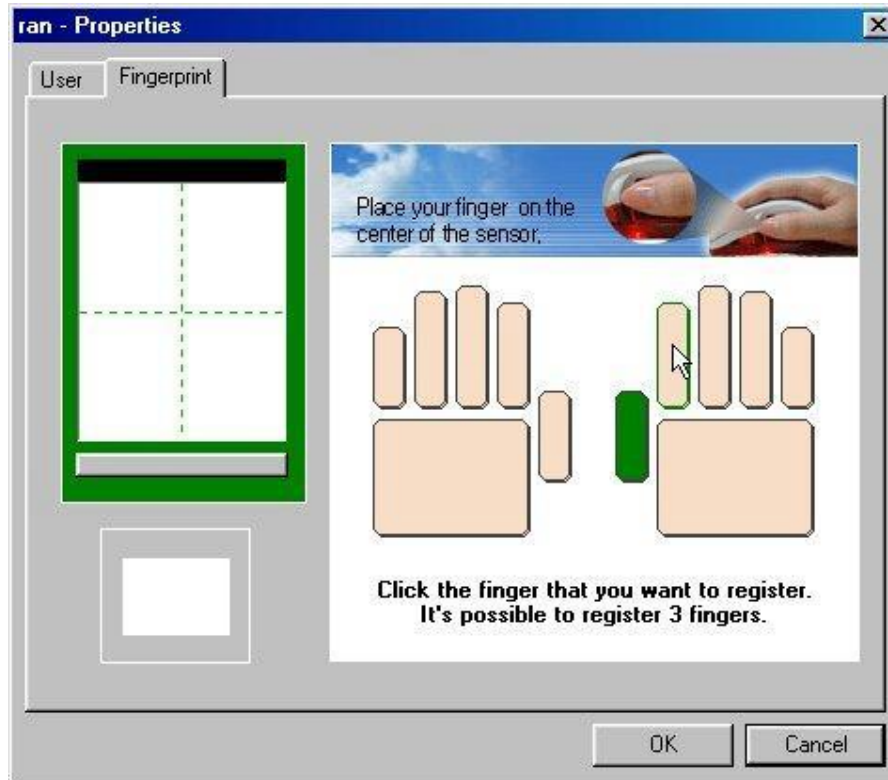 ran - Properties
User
Fingerprint
Place your finger on the
center of the sensor,
Click the finger that you want to register.
It's possible to register 3 fingers.
OK
Cancel